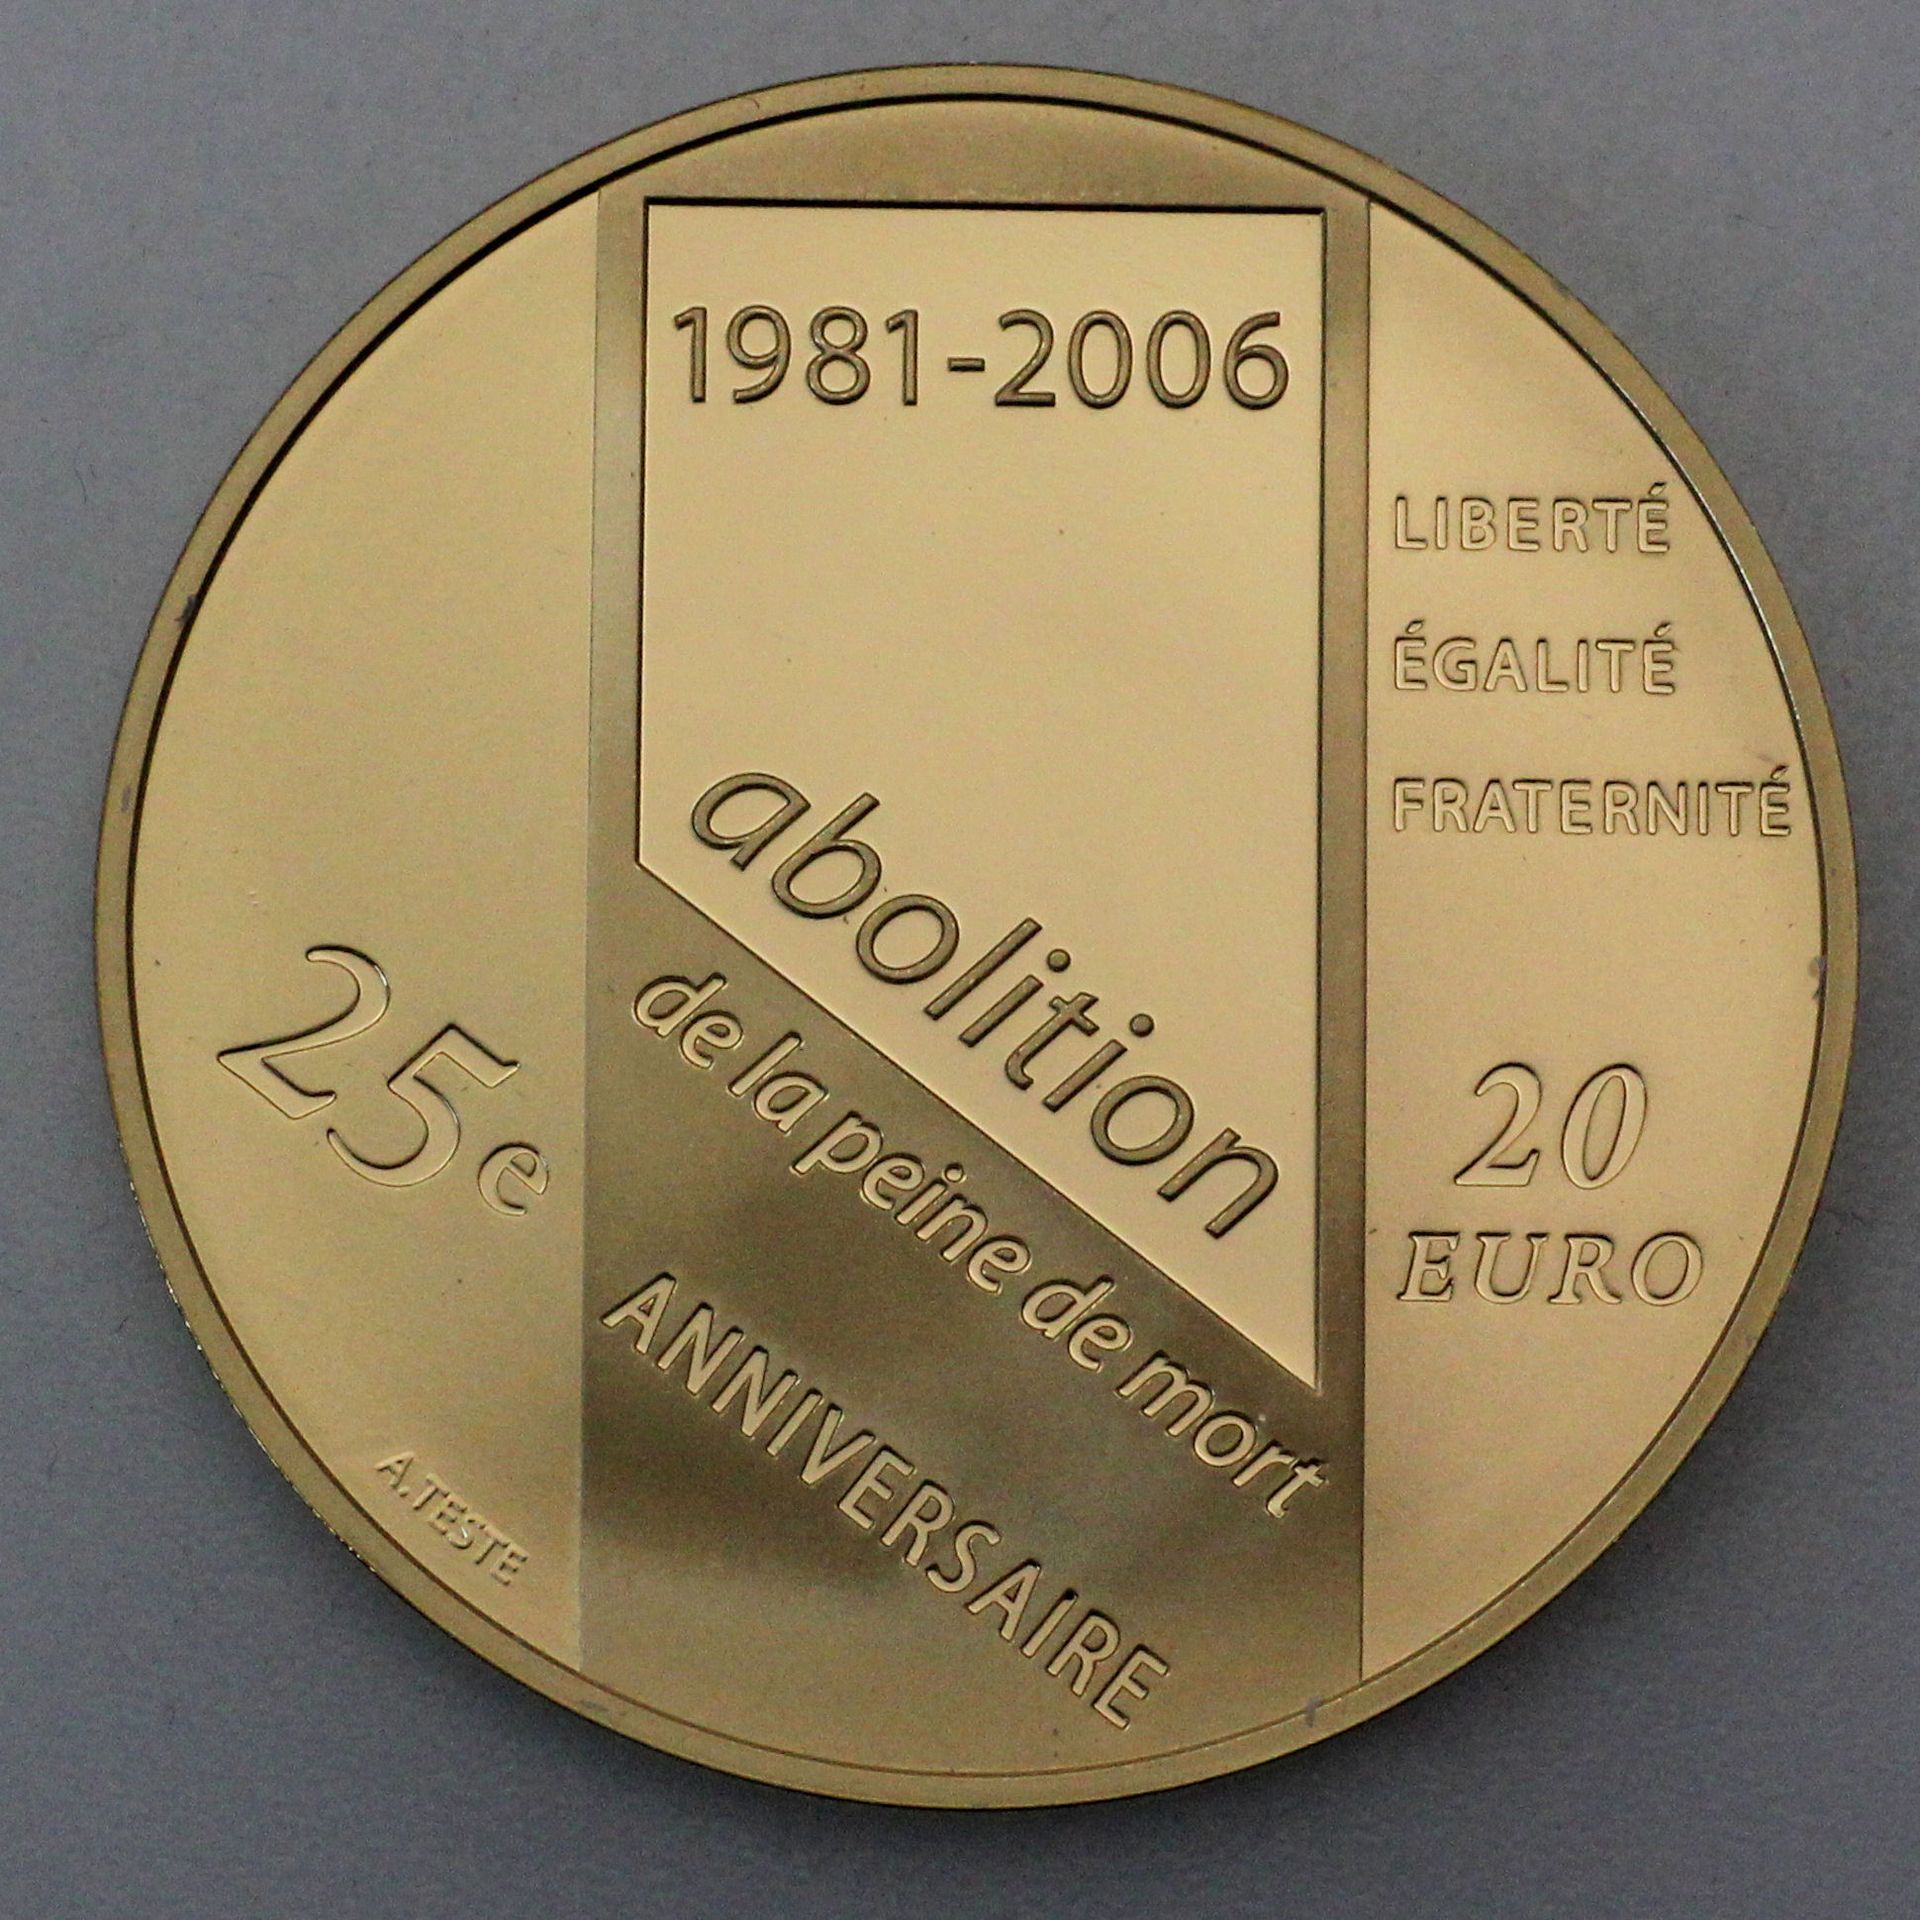 1981-2006
LIBERTÉ
ÉGALITÉ
FRATERNITÉ
abolition
de la peine de mort
25e
ANNIVERSAIRE
20
EURO
A.TESTE